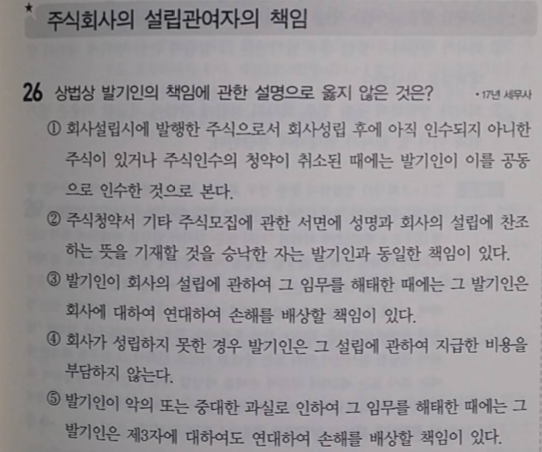 ★
주식회사의 설립관여자의 책임
26 상법상 발기인의 책임에 관한 설명으로 옳지 않은 것은? • 17년 세무사
① 회사설립시에 발행한 주식으로서 회사성립 후에 아직 인수되지 아니한
주식이 있거나 주식인수의 청약이 취소된 때에는 발기인이 이를 공동
으로 인수한 것으로 본다.
② 주식청약서 기타 주식모집에 관한 서면에 성명과 회사의 설립에 찬조
하는 뜻을 기재할 것을 승낙한 자는 발기인과 동일한 책임이 있다.
③ 발기인이 회사의 설립에 관하여 그 임무를 해태한 때에는 그 발기인은
회사에 대하여 연대하여 손해를 배상할 책임이 있다.
④ 회사가 성립하지 못한 경우 발기인은 그 설립에 관하여 지급한 비용을
부담하지 않는다.
⑤ 발기인이 악의 또는 중대한 과실로 인하여 그 임무를 해태한 때에는 그
발기인은 제3자에 대하여도 연대하여 손해를 배상할 책임이 있다.